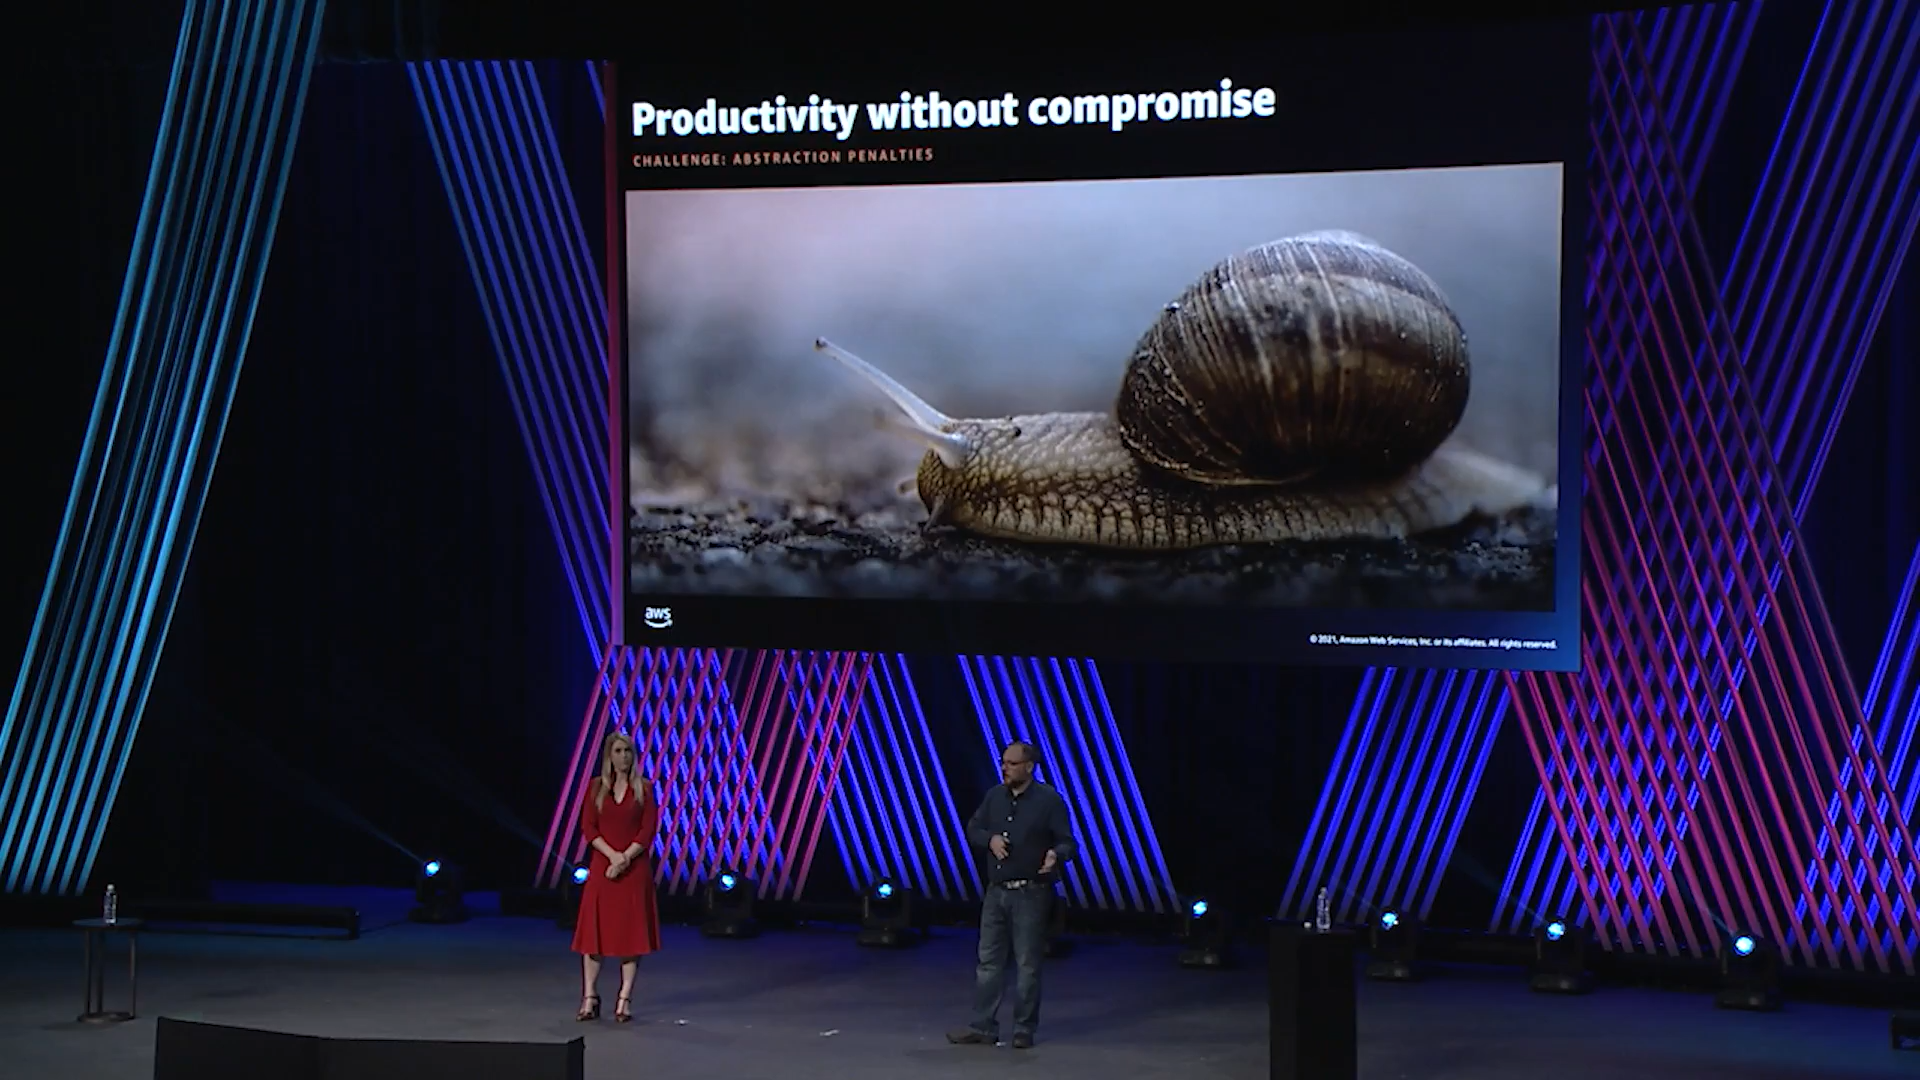 Productivity without compromise
CHALLENGE: ABSTRACTION PENALTIES
aws
© 2021, Amazon Web Services, Inc. or its affiliates. All rights reserved.